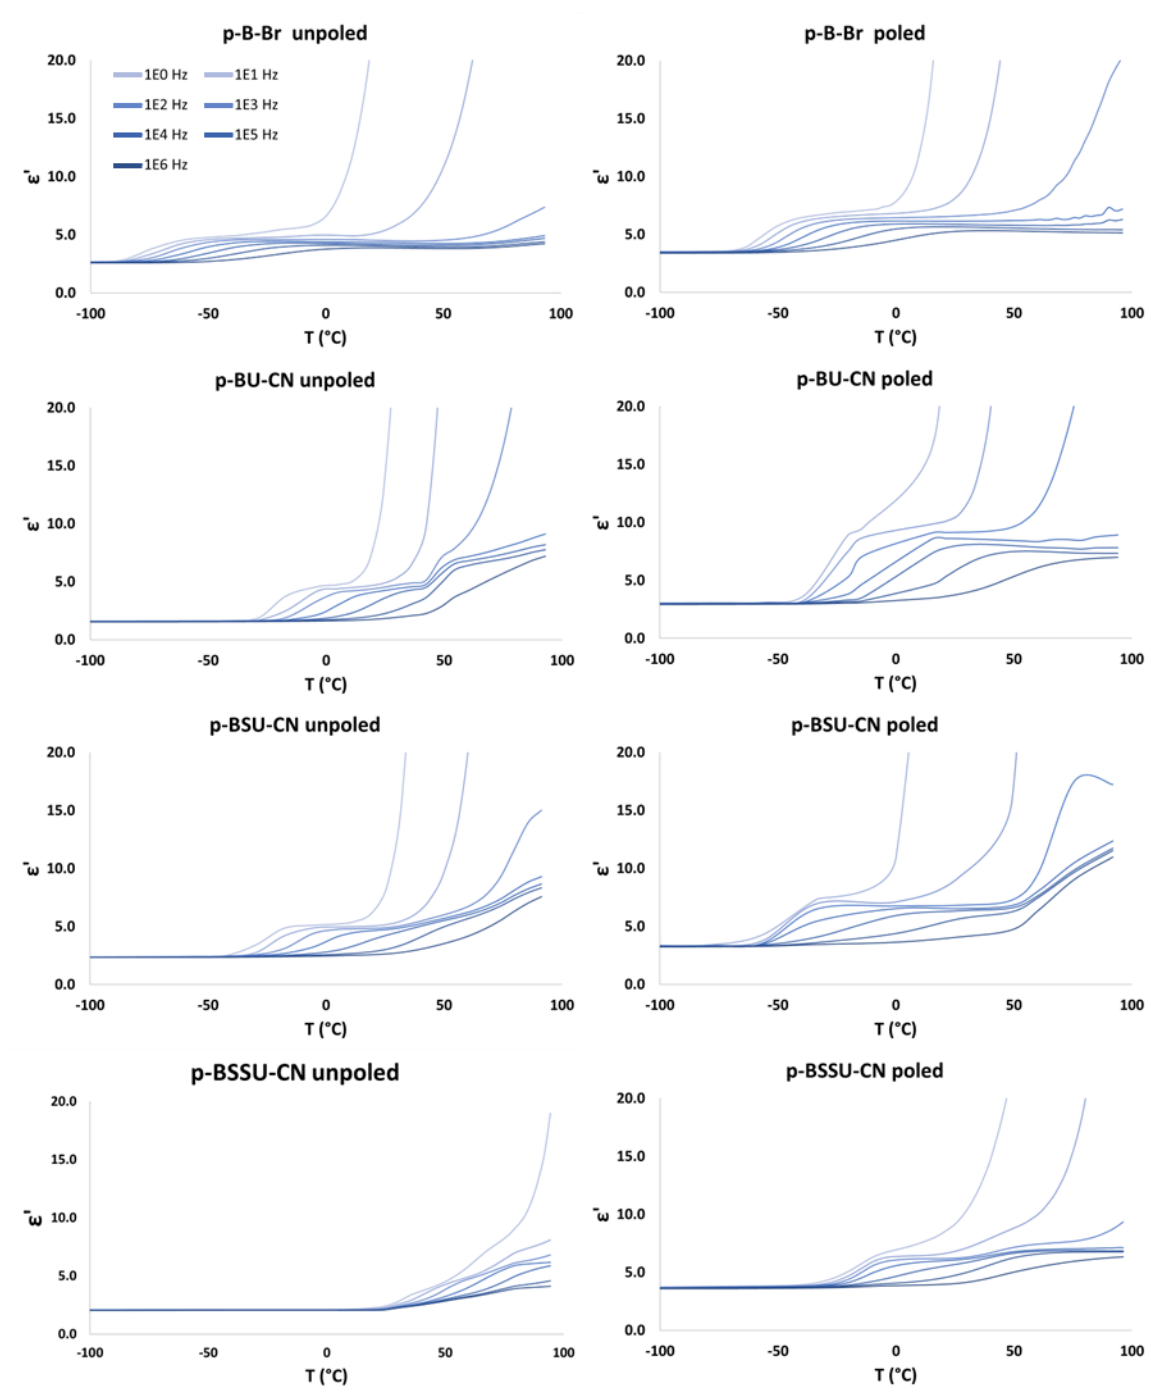 p-B-Br unpoled
p-B-Br poled
20.0
15.0
10.0
5.0
0.0
ε'
1E0 Hz 1E1 Hz
1E2 Hz 1E3 Hz
1E4 Hz 1E5 Hz
1E6 Hz
-100 -50 0 50 100
T (°C)
20.0
15.0
10.0
5.0
0.0
ε'
-100 -50 0 50 100
T (°C)
p-BU-CN unpoled
p-BU-CN poled
20.0
15.0
10.0
5.0
0.0
ε'
-100 -50 0 50 100
T (°C)
20.0
15.0
10.0
5.0
0.0
ε'
-100 -50 0 50 100
T (°C)
p-BSU-CN unpoled
p-BSU-CN poled
20.0
15.0
10.0
5.0
0.0
ε'
-100 -50 0 50 100
T (°C)
20.0
15.0
10.0
5.0
0.0
ε'
-100 -50 0 50 100
T (°C)
p-BSSU-CN unpoled
p-BSSU-CN poled
20.0
15.0
10.0
5.0
0.0
ε'
-100 -50 0 50 100
T (°C)
20.0
15.0
10.0
5.0
0.0
ε'
-100 -50 0 50 100
T (°C)